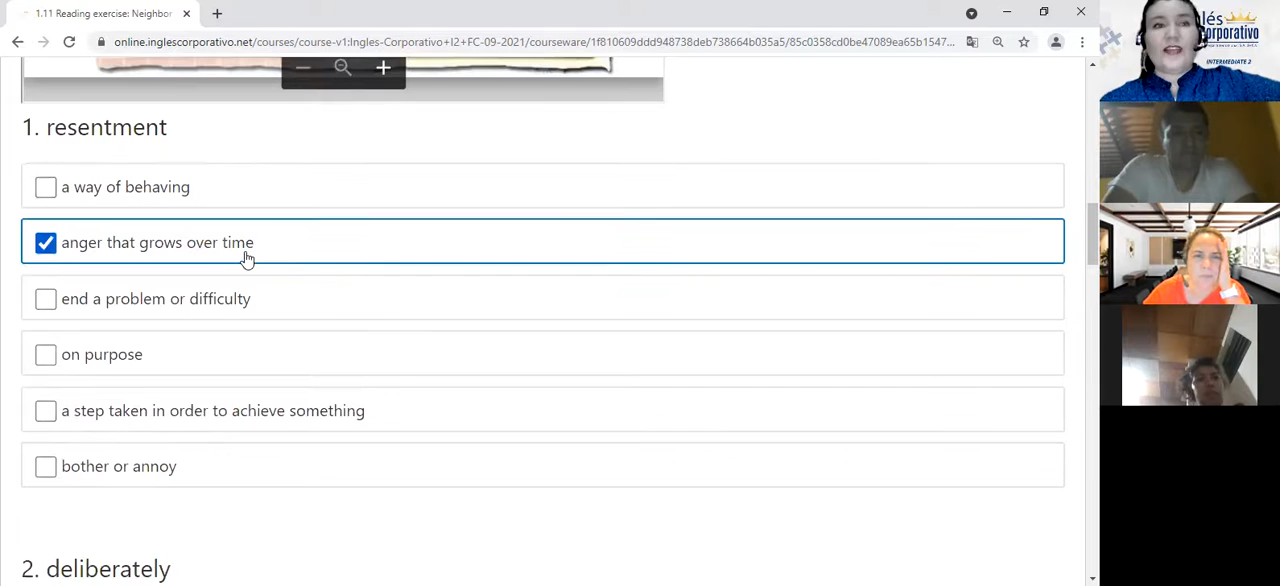 1.11 Reading exercise: Neighbor
online.inglescorporativo.net/courses/course-v1:Ingles-Corporativo+I2+FC-09-2021/courseware/1f810609ddd948738deb738664b035a5/85c0358cd0be47089ea65b1547...
lés
orporativo
INTERMEDIATE 2
1. resentment
a way of behaving
anger that grows over time
end a problem or difficulty
on purpose
a step taken in order to achieve something
bother or annoy
2. deliberately